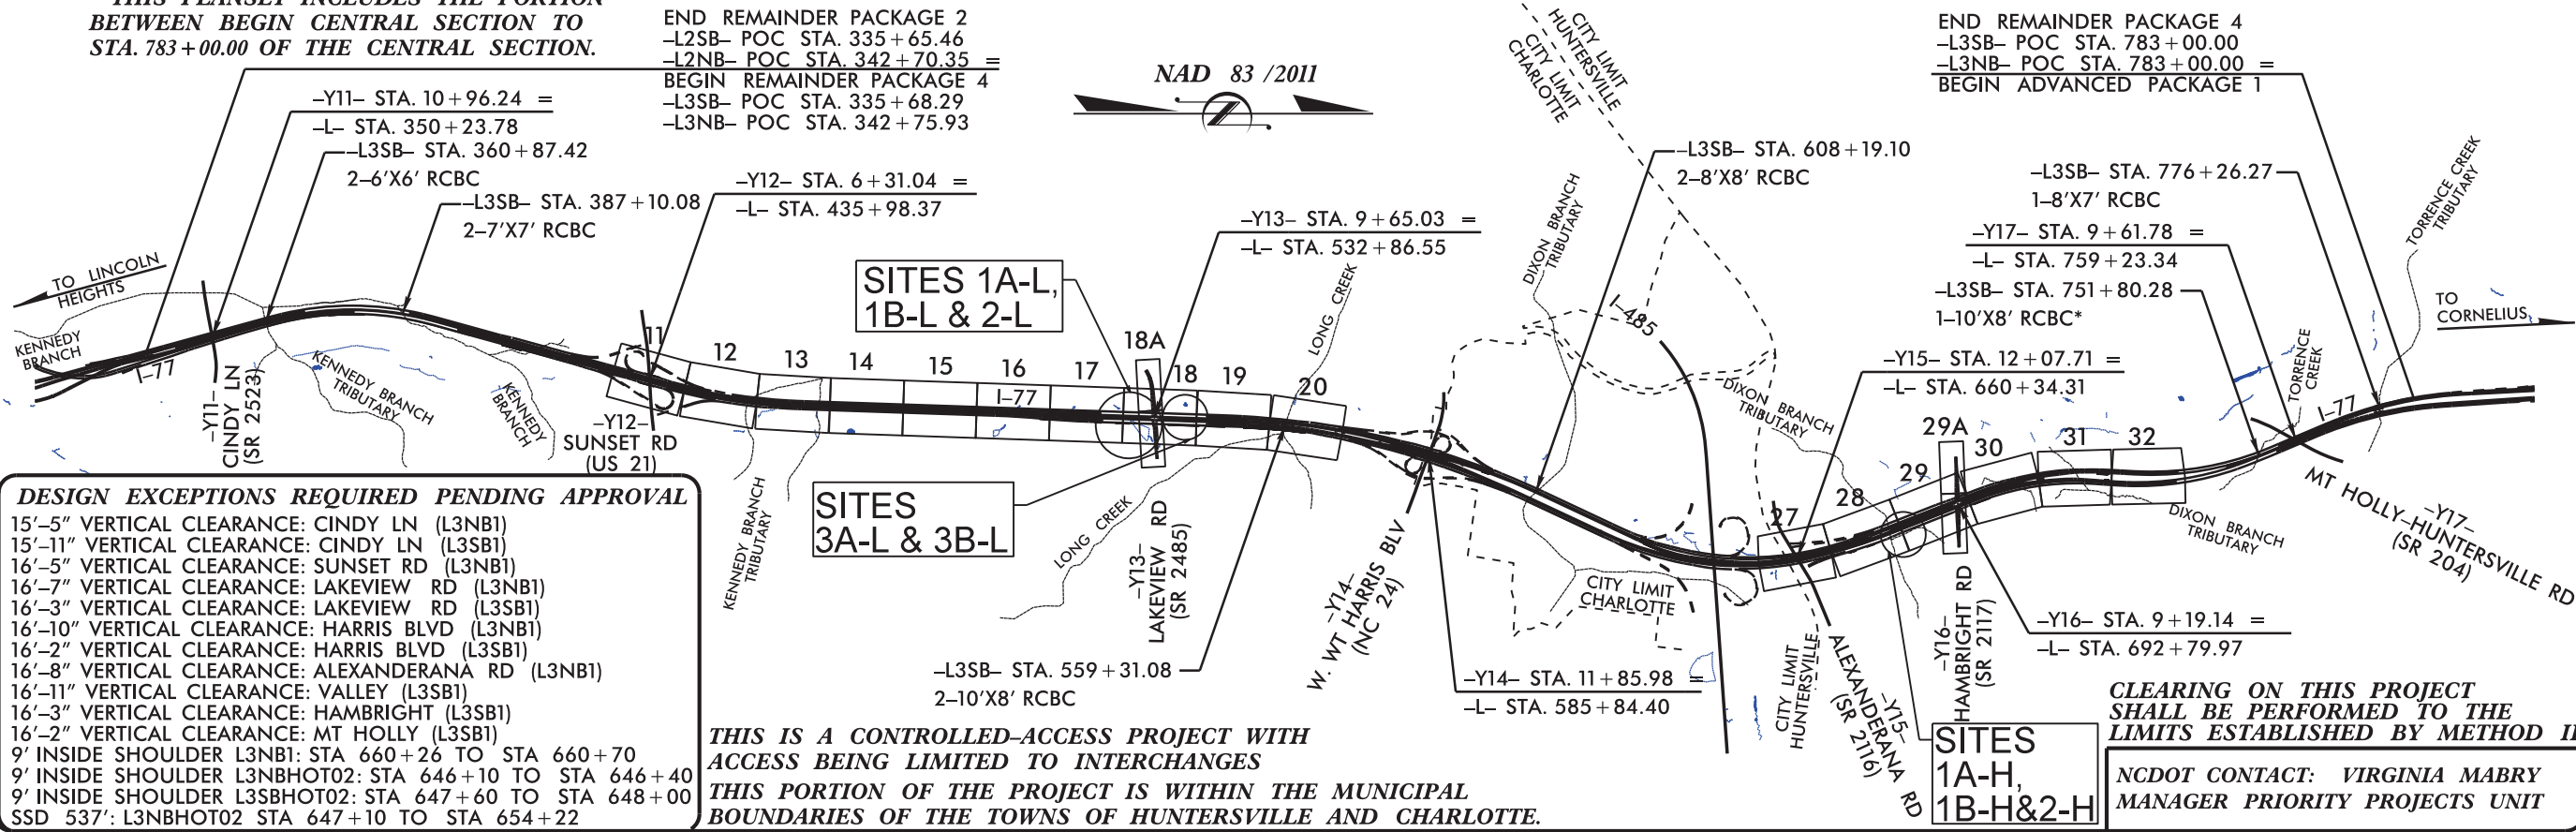 THIS PLANSET INCLUDES THE PORTION
BETWEEN BEGIN CENTRAL SECTION TO
STA. 783+00.00 OF THE CENTRAL SECTION.
END REMAINDER PACKAGE 2
–L2SB– POC STA. 335+65.46
–L2NB– POC STA. 342+70.35 =
BEGIN REMAINDER PACKAGE 4
–L3SB– POC STA. 335+68.29
–L3NB– POC STA. 342+75.93
NAD 83 /2011
CITY LIMIT
HUNTERSVILLE
CITY LIMIT
CHARLOTTE
END REMAINDER PACKAGE 4
–L3SB– POC STA. 783+00.00
–L3NB– POC STA. 783+00.00 =
BEGIN ADVANCED PACKAGE 1
–Y11– STA. 10+96.24 =
–L– STA. 350+23.78
–L3SB– STA. 360+87.42
2–6'X6' RCBC
–L3SB– STA. 387+10.08
2–7'X7' RCBC
–Y12– STA. 6+31.04 =
–L– STA. 435+98.37
–Y13– STA. 9+65.03 =
–L– STA. 532+86.55
–L3SB– STA. 608+19.10
2–8'X8' RCBC
–L3SB– STA. 776+26.27
1–8'X7' RCBC
–Y17– STA. 9+61.78 =
–L– STA. 759+23.34
–L3SB– STA. 751+80.28
1–10'X8' RCBC*
–Y15– STA. 12+07.71 =
–L– STA. 660+34.31
TORRENCE CREEK
TRIBUTARY
TO
CORNELIUS
TO LINCOLN
HEIGHTS
KENNEDY
BRANCH
I–77
–Y11–
CINDY LN
(SR 2523)
KENNEDY BRANCH
TRIBUTARY
KENNEDY
BRANCH
–Y12–
SUNSET RD
(US 21)
11
12
13
14
15
16
17
18A
18
19
20
I–77
SITES 1A-L,
1B-L & 2-L
SITES
3A-L & 3B-L
KENNEDY BRANCH
TRIBUTARY
LONG CREEK
LONG CREEK
–Y13–
LAKEVIEW RD
(SR 2485)
DIXON BRANCH
TRIBUTARY
I–485
–Y14–
W. WT HARRIS BLV
(NC 24)
DIXON BRANCH
TRIBUTARY
CITY LIMIT
CHARLOTTE
27
28
29
29A
30
31
32
TORRENCE
CREEK
I–77
–Y17–
MT HOLLY–HUNTERSVILLE RD
(SR 204)
DIXON BRANCH
TRIBUTARY
–Y16–
HAMBRIGHT RD
(SR 2117)
–Y16– STA. 9+19.14 =
–L– STA. 692+79.97
CITY LIMIT
HUNTERSVILLE
–Y15–
ALEXANDERANA RD
(SR 2116)
–L3SB– STA. 559+31.08
2–10'X8' RCBC
–Y14– STA. 11+85.98 =
–L– STA. 585+84.40
SITES
1A-H,
1B-H&2-H
DESIGN EXCEPTIONS REQUIRED PENDING APPROVAL
15'–5" VERTICAL CLEARANCE: CINDY LN (L3NB1)
15'–11" VERTICAL CLEARANCE: CINDY LN (L3SB1)
16'–5" VERTICAL CLEARANCE: SUNSET RD (L3NB1)
16'–7" VERTICAL CLEARANCE: LAKEVIEW RD (L3NB1)
16'–3" VERTICAL CLEARANCE: LAKEVIEW RD (L3SB1)
16'–10" VERTICAL CLEARANCE: HARRIS BLVD (L3NB1)
16'–2" VERTICAL CLEARANCE: HARRIS BLVD (L3SB1)
16'–8" VERTICAL CLEARANCE: ALEXANDERANA RD (L3NB1)
16'–11" VERTICAL CLEARANCE: VALLEY (L3SB1)
16'–3" VERTICAL CLEARANCE: HAMBRIGHT (L3SB1)
16'–2" VERTICAL CLEARANCE: MT HOLLY (L3SB1)
9' INSIDE SHOULDER L3NB1: STA 660+26 TO STA 660+70
9' INSIDE SHOULDER L3NBHOT02: STA 646+10 TO STA 646+40
9' INSIDE SHOULDER L3SBHOT02: STA 647+60 TO STA 648+00
SSD 537': L3NBHOT02 STA 647+10 TO STA 654+22
THIS IS A CONTROLLED–ACCESS PROJECT WITH
ACCESS BEING LIMITED TO INTERCHANGES
THIS PORTION OF THE PROJECT IS WITHIN THE MUNICIPAL
BOUNDARIES OF THE TOWNS OF HUNTERSVILLE AND CHARLOTTE.
CLEARING ON THIS PROJECT
SHALL BE PERFORMED TO THE
LIMITS ESTABLISHED BY METHOD
NCDOT CONTACT: VIRGINIA MABRY
MANAGER PRIORITY PROJECTS UNIT